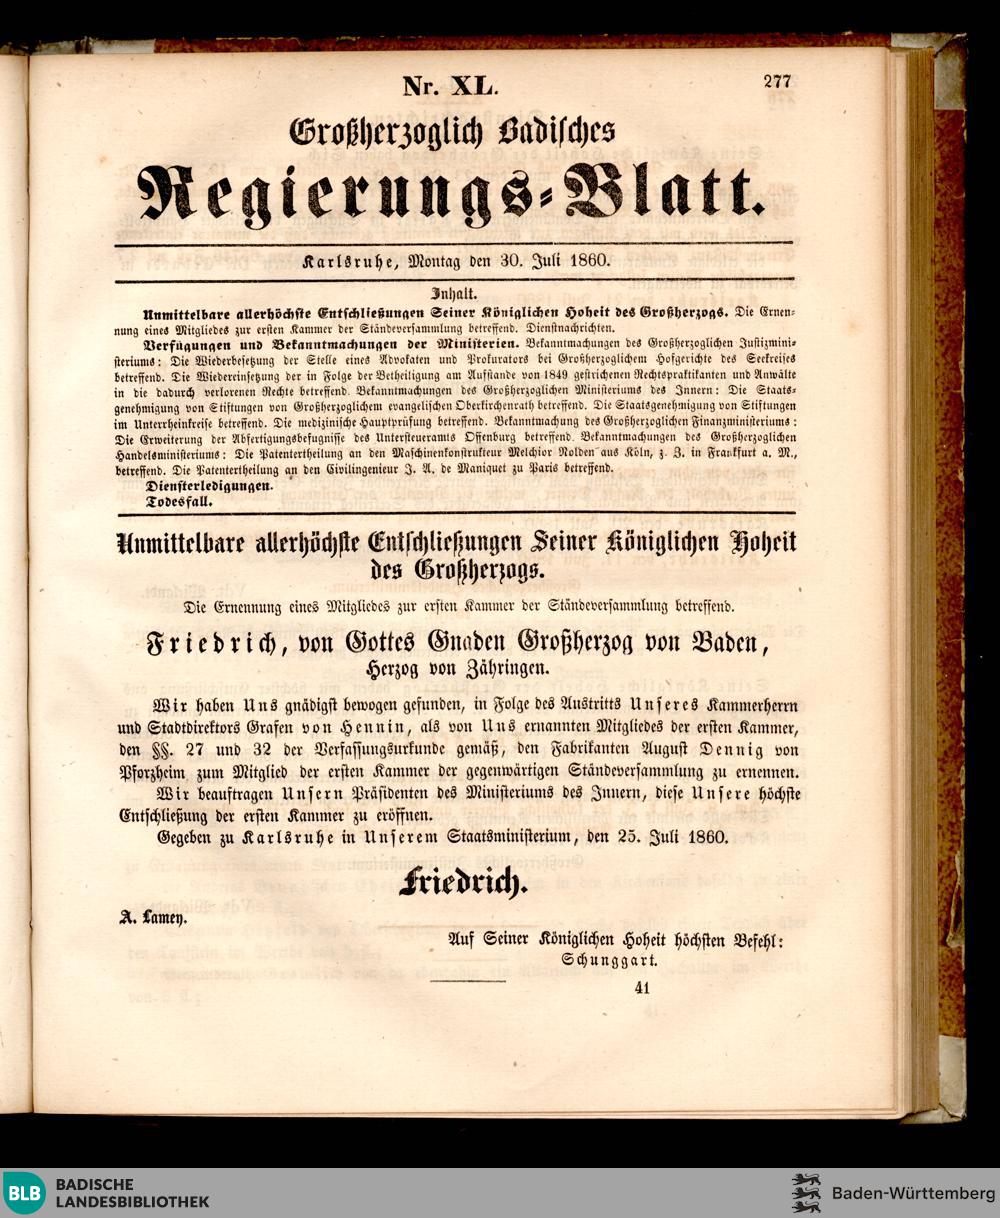 Nr. XL.
277
Großherzoglich Badisches
Regierungs-Blatt.
Karlsruhe, Montag den 30. Juli 1860.
Inhalt.
Unmittelbare allerhöchste Entschließungen Seiner Königlichen Hoheit des Großherzogs. Die Ernen-
nung eines Mitgliedes zur ersten Kammer der Ständeversammlung betreffend. Dienstnachrichten.
Verfügungen und Bekanntmachungen der Ministerien. Bekanntmachungen des Großherzoglichen Justizmini-
steriums: Die Wiederbesetzung der Stelle eines Advokaten und Prokurators bei Großherzoglichem Hofgerichte des Seekreises
betreffend. Die Wiedereinsetzung der in Folge der Betheiligung am Aufstande von 1849 gestrichenen Rechtspraktikanten und Anwälte
in die dadurch verlorenen Rechte betreffend. Bekanntmachungen des Großherzoglichen Ministeriums des Innern: Die Staats-
genehmigung von Stiftungen von Großherzoglichem evangelischen Oberkirchenrath betreffend. Die Staatsgenehmigung von Stiftungen
im Unterrheinkreise betreffend. Die medizinische Hauptprüfung betreffend. Bekanntmachung des Großherzoglichen Finanzministeriums:
Die Erweiterung der Abfertigungsbefugnisse des Untersteueramts Offenburg betreffend. Bekanntmachungen des Großherzoglichen
Handelsministeriums: Die Patentertheilung an den Maschinenkonstrukteur Melchior Nolden aus Köln, z. Z. in Frankfurt a. M.,
betreffend. Die Patentertheilung an den Civilingenieur J. A. de Maniquet zu Paris betreffend.
Diensterledigungen.
Todesfall.
Unmittelbare allerhöchste Entschließungen Seiner Königlichen Hoheit
des Großherzogs.
Die Ernennung eines Mitgliedes zur ersten Kammer der Ständeversammlung betreffend.
Friedrich, von Gottes Gnaden Großherzog von Baden,
Herzog von Zähringen.
Wir haben Uns gnädigst bewogen gefunden, in Folge des Austritts Unseres Kammerherrn
und Stadtdirektors Grafen von Hennin, als von Uns ernannten Mitgliedes der ersten Kammer,
den §§. 27 und 32 der Verfassungsurkunde gemäß, den Fabrikanten August Dennig von
Pforzheim zum Mitglied der ersten Kammer der gegenwärtigen Ständeversammlung zu ernennen.
Wir beauftragen Unsern Präsidenten des Ministeriums des Innern, diese Unsere höchste
Entschließung der ersten Kammer zu eröffnen.
Gegeben zu Karlsruhe in Unserem Staatsministerium, den 25. Juli 1860.
Friedrich.
A. Lamey.
Auf Seiner Königlichen Hoheit höchsten Befehl:
Schunggart.
41
BLB BADISCHE
LANDESBIBLIOTHEK
Baden-Württemberg